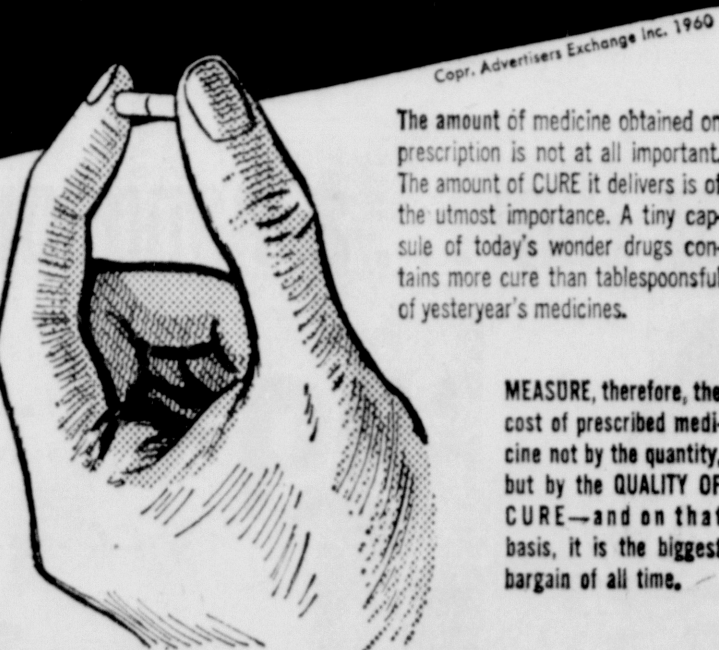 Copr. Advertisers Exchange Inc. 1960
The amount of medicine obtained on
prescription is not at all important.
The amount of CURE it delivers is of
the utmost importance. A tiny cap-
sule of today's wonder drugs con-
tains more cure than tablespoonsful
of yesteryear's medicines.
MEASURE, therefore, the
cost of prescribed medi-
cine not by the quantity,
but by the QUALITY OF
CURE—and on that
basis, it is the biggest
bargain of all time.